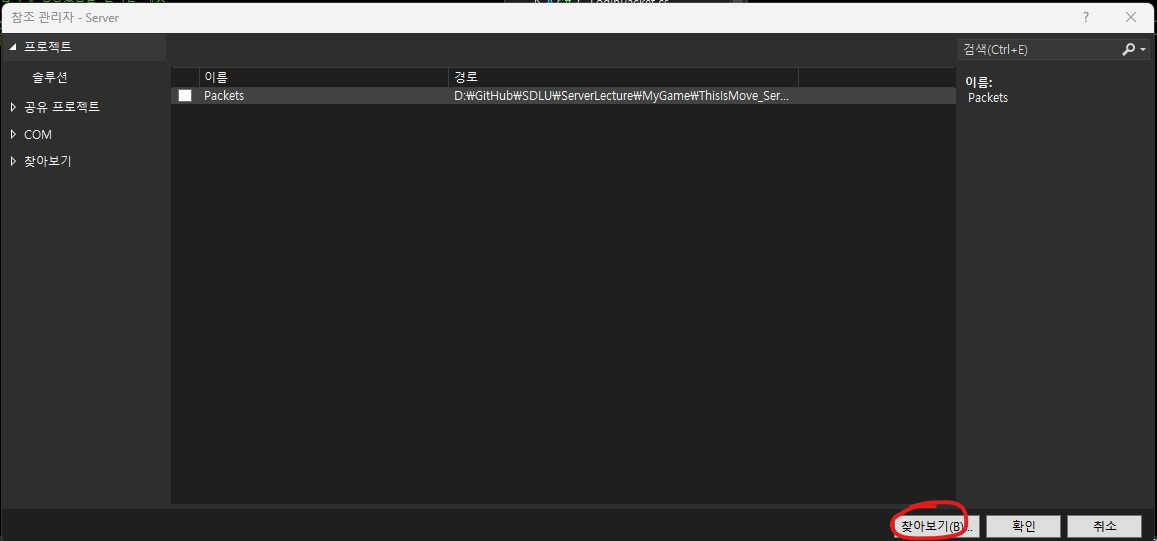 참조 관리자 - Server
?
프로젝트
솔루션
공유 프로젝트
COM
찾아보기
이름
경로
Packets
D:₩GitHub₩SDLU₩ServerLecture₩MyGame₩ThisIsMove_Ser...
검색(Ctrl+E)
이름:
Packets
찾아보기(B)...
확인
취소